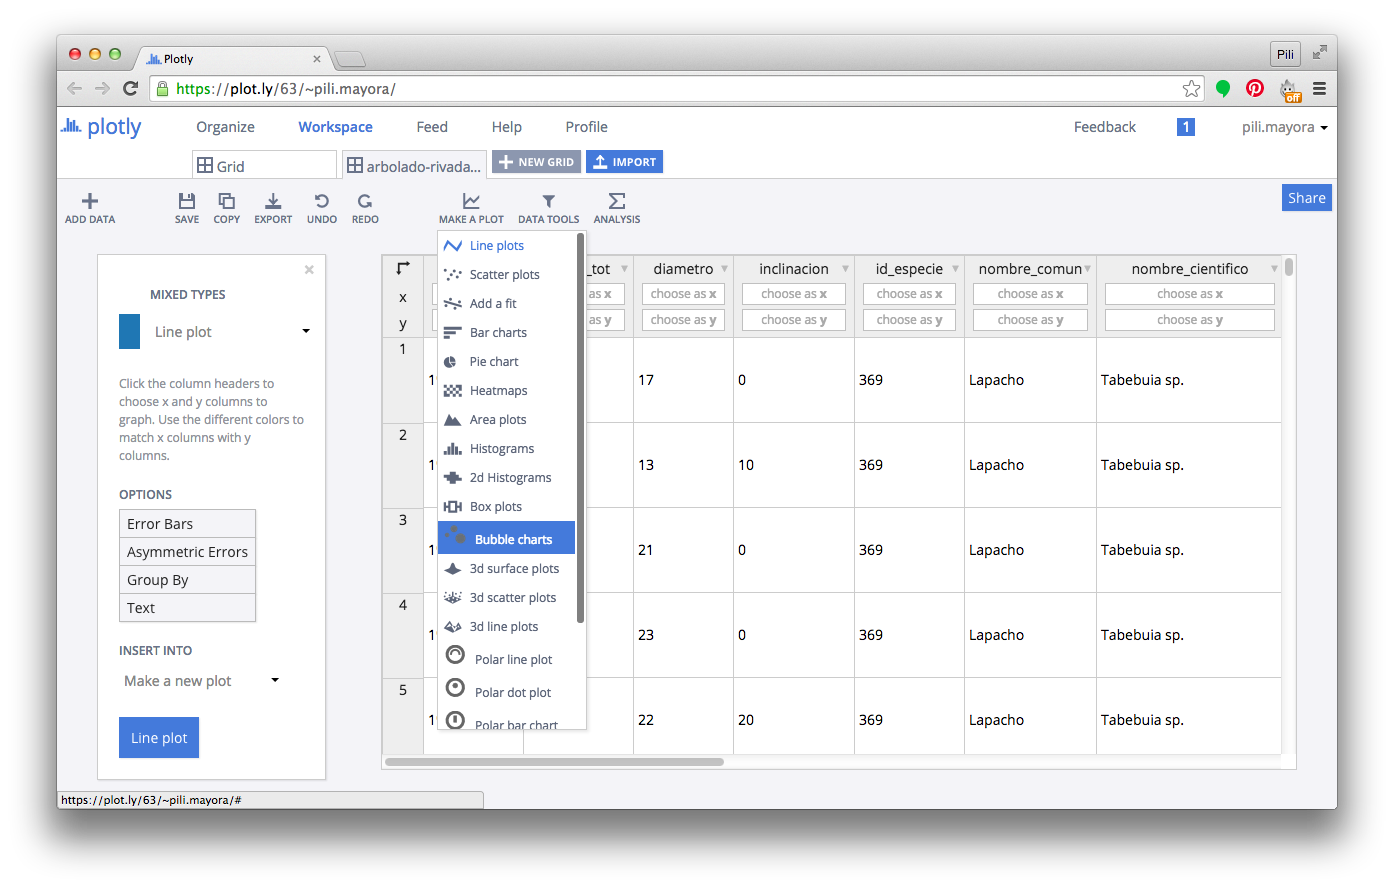 Plotly
Pili
https://plot.ly/63/~pili.mayora/
off
plotly
Organize
Workspace
Feed
Help
Profile
Feedback
1
pili.mayora
Grid
arbolado-rivada...
NEW GRID
IMPORT
ADD DATA
SAVE
COPY
EXPORT
UNDO
REDO
MAKE A PLOT
DATA TOOLS
ANALYSIS
Share
MIXED TYPES
Line plot
Click the column headers to
choose x and y columns to
graph. Use the different colors to
match x columns with y
columns.
OPTIONS
Error Bars
Asymmetric Errors
Group By
Text
INSERT INTO
Make a new plot
Line plot
Line plots
Scatter plots
Add a fit
Bar charts
Pie chart
Heatmaps
Area plots
Histograms
2d Histograms
Box plots
Bubble charts
3d surface plots
3d scatter plots
3d line plots
Polar line plot
Polar dot plot
Polar bar chart
_tot diametro inclinacion id_especie nombre_comun nombre_cientifico
x as x choose as x choose as x choose as x choose as x choose as x
y as y choose as y choose as y choose as y choose as y choose as y
1 17 0 369 Lapacho Tabebuia sp.
2 13 10 369 Lapacho Tabebuia sp.
3 21 0 369 Lapacho Tabebuia sp.
4 23 0 369 Lapacho Tabebuia sp.
5 22 20 369 Lapacho Tabebuia sp.
https://plot.ly/63/~pili.mayora/#